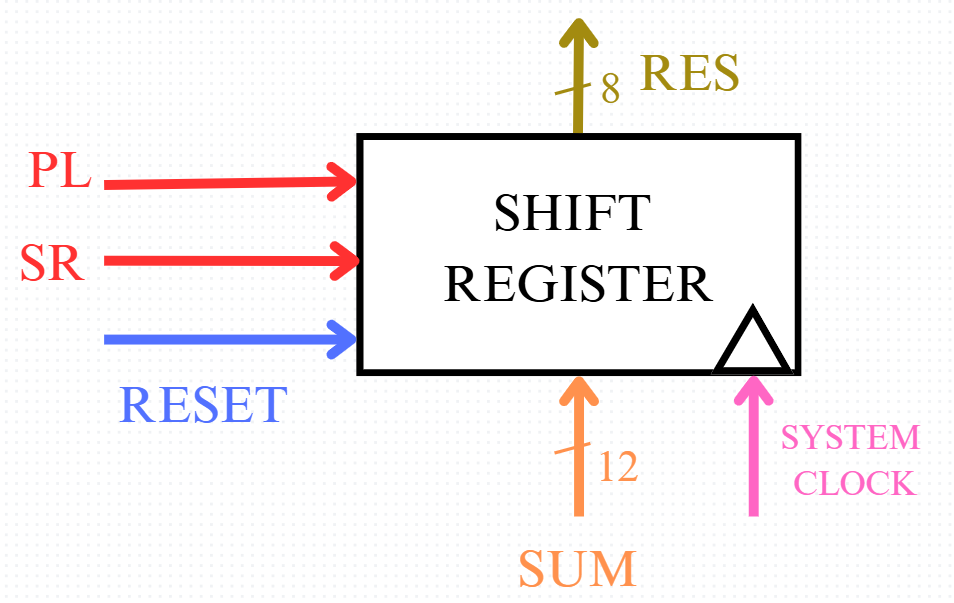 8 RES
PL
SHIFT
SR
REGISTER
RESET
SYSTEM
12
CLOCK
SUM